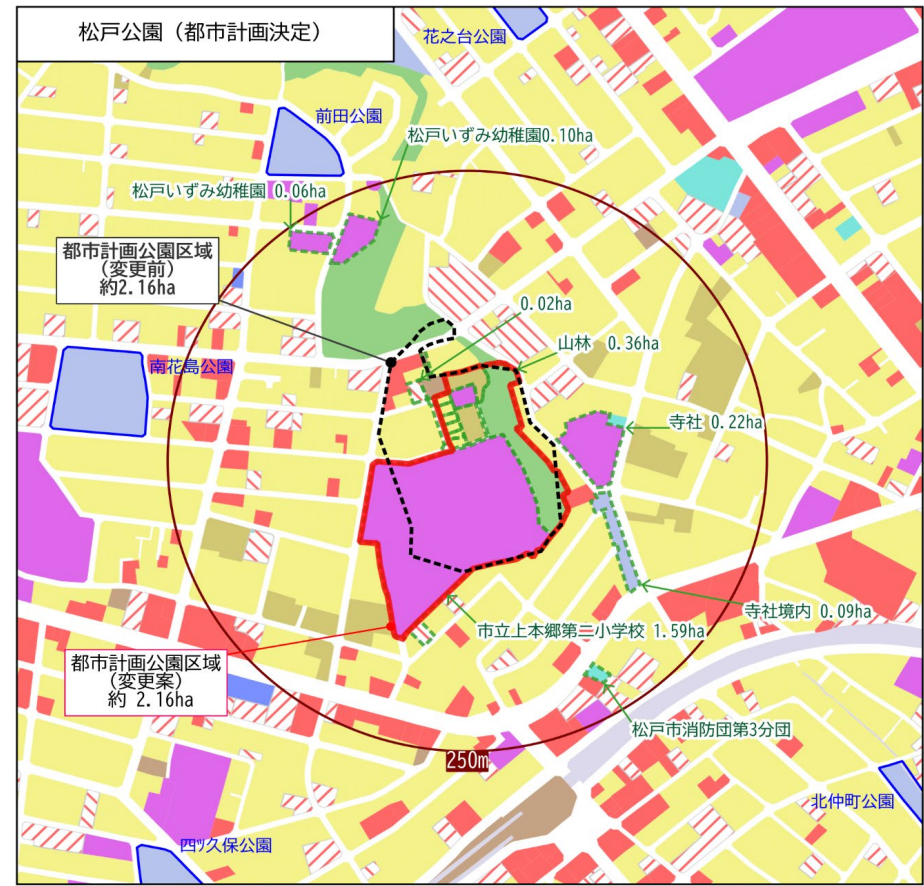 松戸公園（都市計画決定）
花之台公園
前田公園
松戸いずみ幼稚園0.10ha
松戸いずみ幼稚園 0.06ha
都市計画公園区域
（変更前）
約2.16ha
0.02ha
山林 0.36ha
南花島公園
寺社 0.22ha
寺社境内 0.09ha
市立上本郷第二小学校 1.59ha
都市計画公園区域
（変更案）
約 2.16ha
松戸市消防団第3分団
250m
北仲町公園
四ツ久保公園